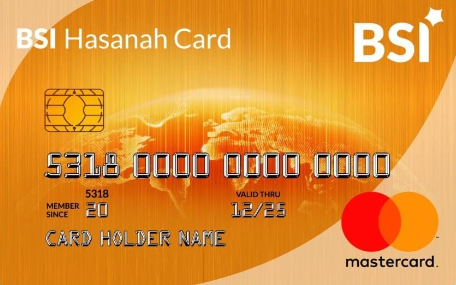 BSI Hasanah Card
BSI
5318 0000 0000 0000
5318
MEMBER SINCE 20
VALID THRU
12/25
CARD HOLDER NAME
mastercard.